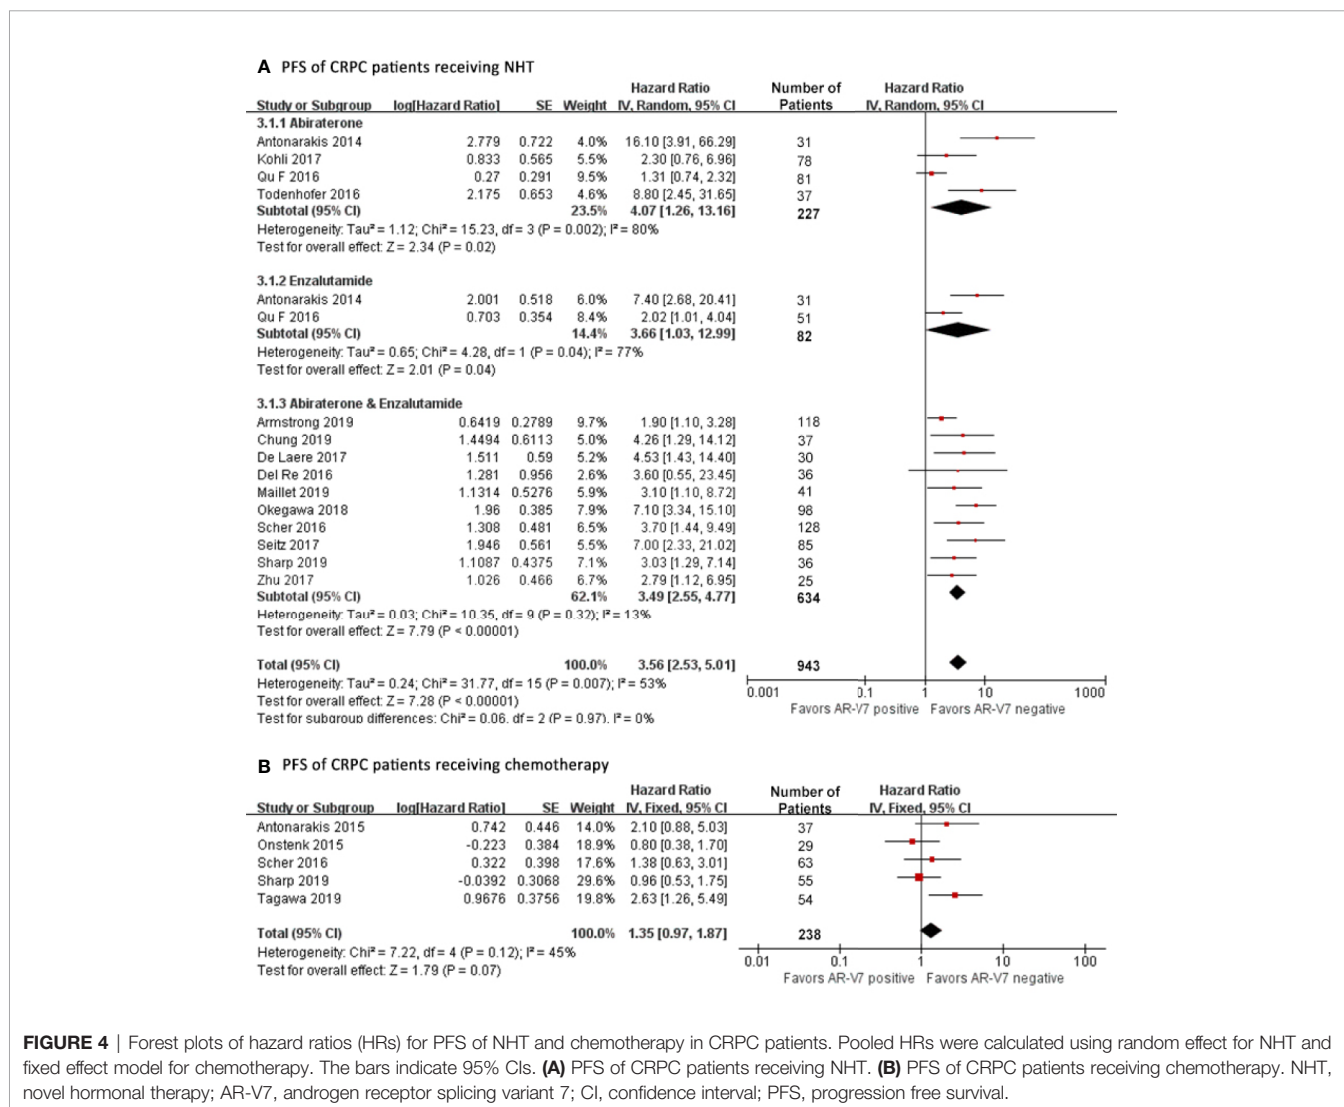 A PFS of CRPC patients receiving NHT
Hazard Ratio Number of Hazard Ratio
Study or Subgroup log[Hazard Ratio] SE Weight IV, Random, 95% CI Patients IV, Random, 95% CI
3.1.1 Abiraterone
Antonarakis 2014 2.779 0.722 4.0% 16.10 [3.91, 66.29] 31
Kohli 2017 0.833 0.565 5.5% 2.30 [0.76, 6.96] 78
Qu F 2016 0.27 0.291 9.5% 1.31 [0.74, 2.32] 81
Todenhofer 2016 2.175 0.653 4.6% 8.80 [2.45, 31.65] 37
Subtotal (95% CI) 23.5% 4.07 [1.26, 13.16] 227
Heterogeneity: Tau² = 1.12; Chi² = 15.23, df = 3 (P = 0.002); I² = 80%
Test for overall effect: Z = 2.34 (P = 0.02)
3.1.2 Enzalutamide
Antonarakis 2014 2.001 0.518 6.0% 7.40 [2.68, 20.41] 31
Qu F 2016 0.703 0.354 8.4% 2.02 [1.01, 4.04] 51
Subtotal (95% CI) 14.4% 3.66 [1.03, 12.99] 82
Heterogeneity: Tau² = 0.65; Chi² = 4.28, df = 1 (P = 0.04); I² = 77%
Test for overall effect: Z = 2.01 (P = 0.04)
3.1.3 Abiraterone & Enzalutamide
Armstrong 2019 0.6419 0.2789 9.7% 1.90 [1.10, 3.28] 118
Chung 2019 1.4494 0.6113 5.0% 4.26 [1.29, 14.12] 37
De Laere 2017 1.511 0.59 5.2% 4.53 [1.43, 14.40] 30
Del Re 2016 1.281 0.956 2.6% 3.60 [0.55, 23.45] 36
Maillet 2019 1.1314 0.5276 5.9% 3.10 [1.10, 8.72] 41
Okegawa 2018 1.96 0.385 7.9% 7.10 [3.34, 15.10] 98
Scher 2016 1.308 0.481 6.5% 3.70 [1.44, 9.49] 128
Seitz 2017 1.946 0.561 5.5% 7.00 [2.33, 21.02] 85
Sharp 2019 1.1087 0.4375 7.1% 3.03 [1.29, 7.14] 36
Zhu 2017 1.026 0.466 6.7% 2.79 [1.12, 6.95] 25
Subtotal (95% CI) 62.1% 3.49 [2.55, 4.77] 634
Heterogeneity: Tau² = 0.03; Chi² = 10.35, df = 9 (P = 0.32); I² = 13%
Test for overall effect: Z = 7.79 (P < 0.00001)
Total (95% CI) 100.0% 3.56 [2.53, 5.01] 943
Heterogeneity: Tau² = 0.24; Chi² = 31.77, df = 15 (P = 0.007); I² = 53%
Test for overall effect: Z = 7.28 (P < 0.00001)
Test for subgroup differences: Chi² = 0.06, df = 2 (P = 0.97), I² = 0%
0.001 0.1 1 10 1000
Favors AR-V7 positive Favors AR-V7 negative
B PFS of CRPC patients receiving chemotherapy
Hazard Ratio Number of Hazard Ratio
Study or Subgroup log[Hazard Ratio] SE Weight IV, Fixed, 95% CI Patients IV, Fixed, 95% CI
Antonarakis 2015 0.742 0.446 14.0% 2.10 [0.88, 5.03] 37
Onstenk 2015 -0.223 0.384 18.9% 0.80 [0.38, 1.70] 29
Scher 2016 0.322 0.398 17.6% 1.38 [0.63, 3.01] 63
Sharp 2019 -0.0392 0.3068 29.6% 0.96 [0.53, 1.75] 55
Tagawa 2019 0.9676 0.3756 19.8% 2.63 [1.26, 5.49] 54
Total (95% CI) 100.0% 1.35 [0.97, 1.87] 238
Heterogeneity: Chi² = 7.22, df = 4 (P = 0.12); I² = 45%
Test for overall effect: Z = 1.79 (P = 0.07)
0.01 0.1 1 10 100
Favors AR-V7 positive Favors AR-V7 negative
FIGURE 4 | Forest plots of hazard ratios (HRs) for PFS of NHT and chemotherapy in CRPC patients. Pooled HRs were calculated using random effect for NHT and
fixed effect model for chemotherapy. The bars indicate 95% CIs. (A) PFS of CRPC patients receiving NHT. (B) PFS of CRPC patients receiving chemotherapy. NHT,
novel hormonal therapy; AR-V7, androgen receptor splicing variant 7; CI, confidence interval; PFS, progression free survival.